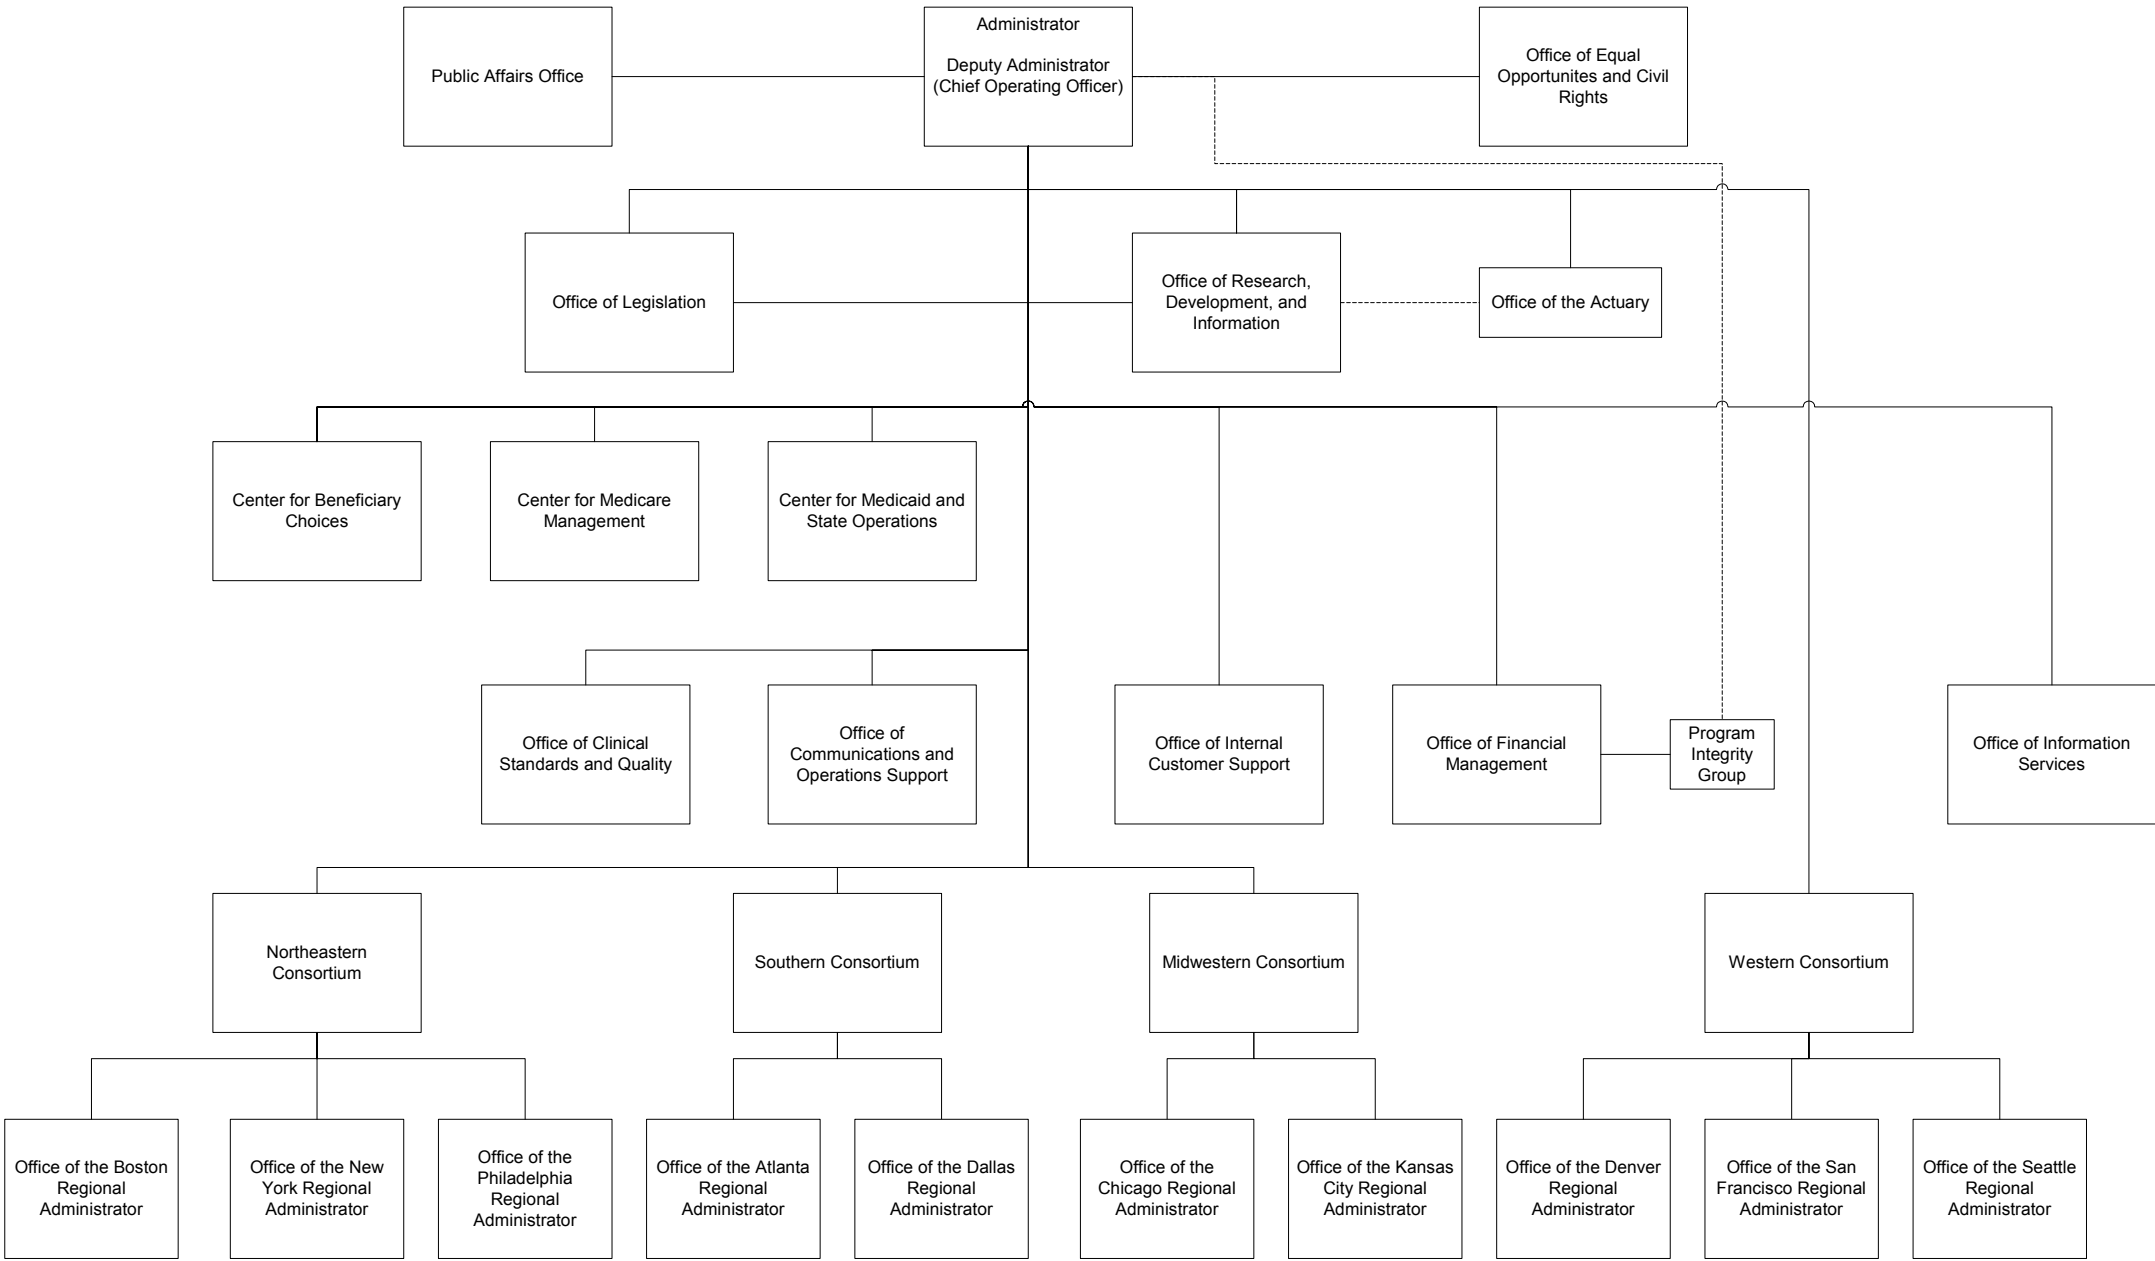 Public Affairs Office
Administrator
Deputy Administrator
(Chief Operating Officer)
Office of Equal
Opportunites and Civil
Rights
Office of Legislation
Office of Research,
Development, and
Information
Office of the Actuary
Center for Beneficiary
Choices
Center for Medicare
Management
Center for Medicaid and
State Operations
Office of Clinical
Standards and Quality
Office of
Communications and
Operations Support
Office of Internal
Customer Support
Office of Financial
Management
Program
Integrity
Group
Office of Information
Services
Northeastern
Consortium
Southern Consortium
Midwestern Consortium
Western Consortium
Office of the Boston
Regional
Administrator
Office of the New
York Regional
Administrator
Office of the
Philadelphia
Regional
Administrator
Office of the Atlanta
Regional
Administrator
Office of the Dallas
Regional
Administrator
Office of the
Chicago Regional
Administrator
Office of the Kansas
City Regional
Administrator
Office of the Denver
Regional
Administrator
Office of the San
Francisco Regional
Administrator
Office of the Seattle
Regional
Administrator